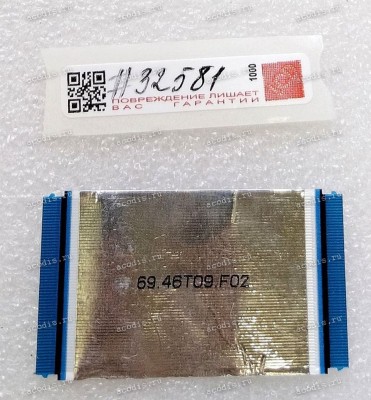 #32581
1000
ПОВРЕЖДЕНИЕ ЛИШАЕТ
ВАС ГАРАНТИИ
69.46T09.F02